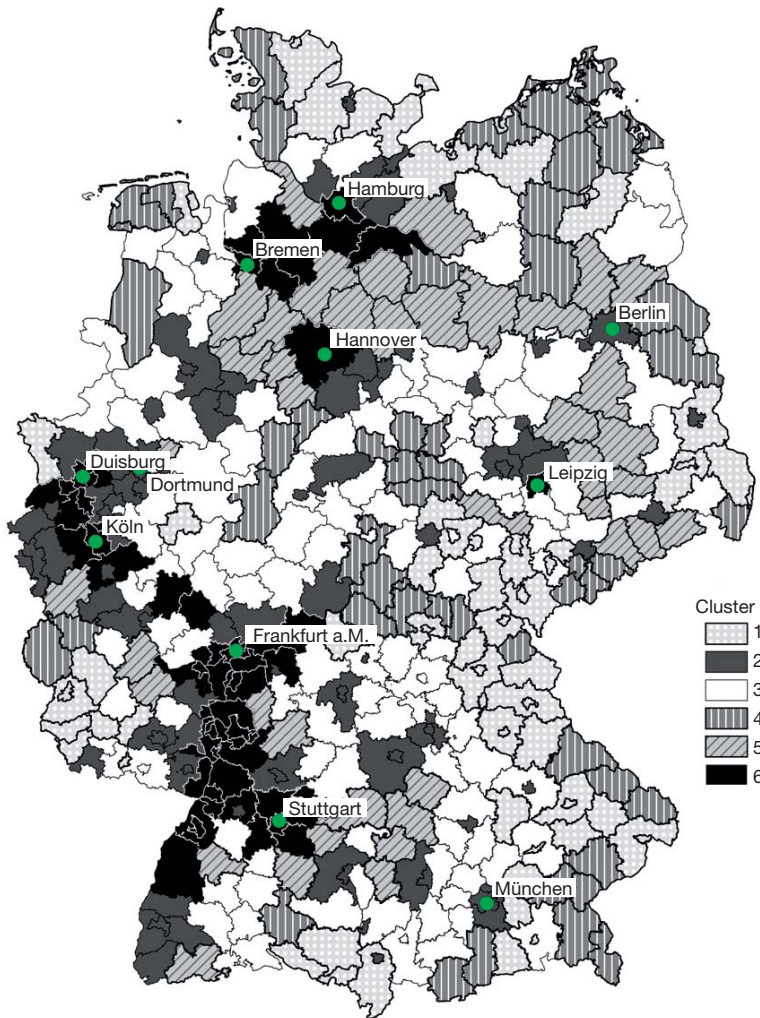 Hamburg
Bremen
Berlin
Hannover
Duisburg
Dortmund
Leipzig
Köln
Cluster
1
2
3
4
5
6
Frankfurt a.M.
Stuttgart
München